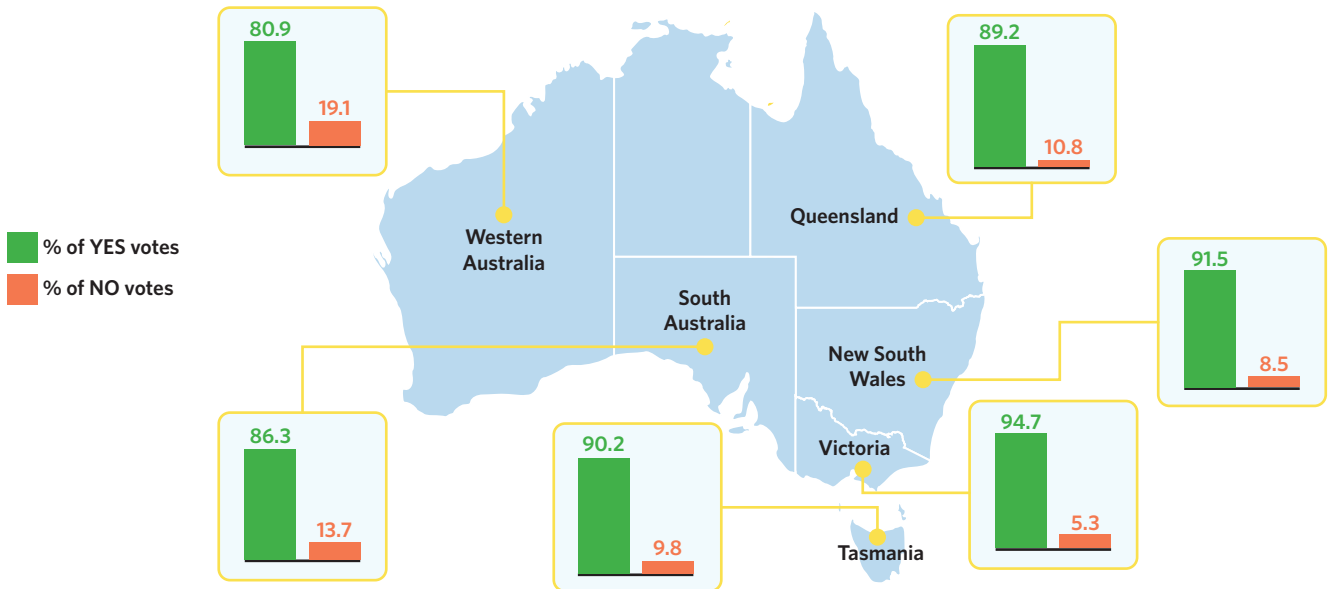 80.9
19.1
89.2
10.8
Queensland
Western
Australia
% of YES votes
% of NO votes
91.5
8.5
South
Australia
New South
Wales
86.3
13.7
90.2
9.8
Victoria
94.7
5.3
Tasmania